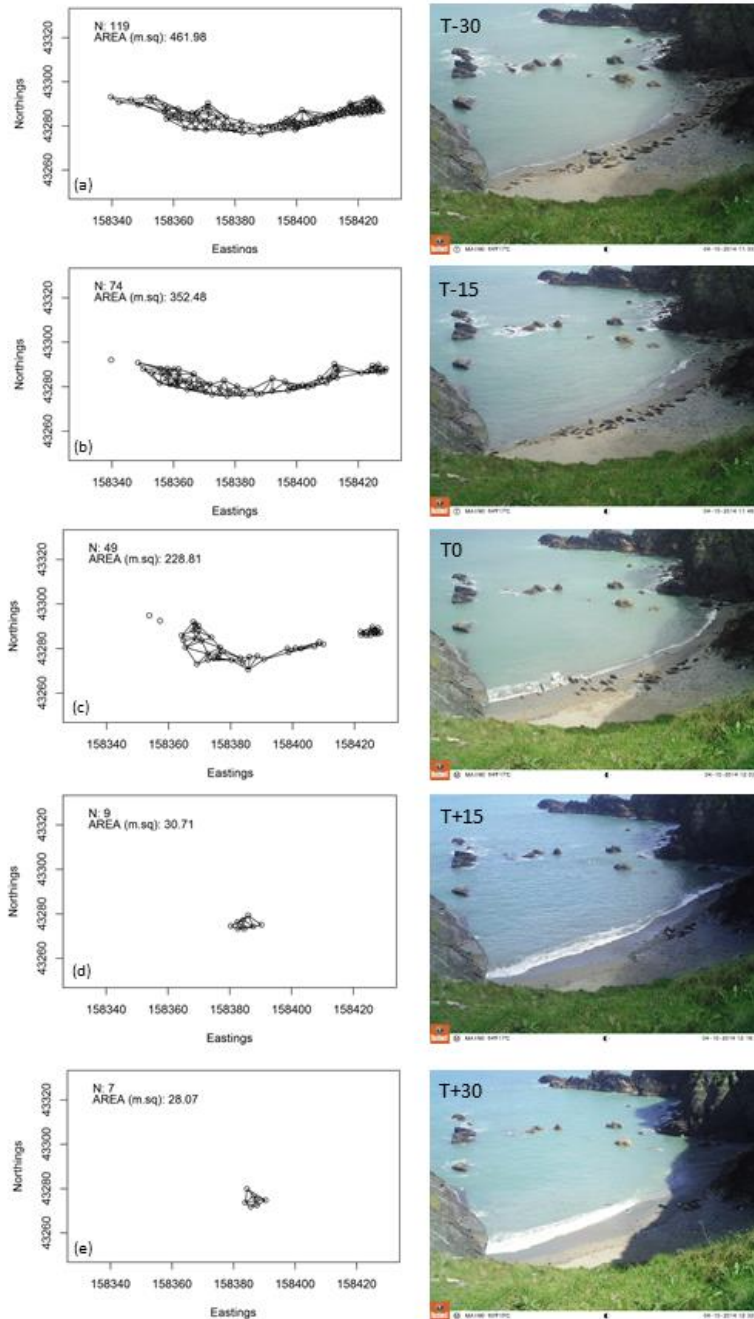 N: 119
AREA (m.sq): 461.98
Northings
43260 43280 43300 43320
(a)
158340 158360 158380 158400 158420
Eastings
T-30
N: 74
AREA (m.sq): 352.48
Northings
43260 43280 43300 43320
(b)
158340 158360 158380 158400 158420
Eastings
T-15
N: 49
AREA (m.sq): 228.81
Northings
43260 43280 43300 43320
(c)
158340 158360 158380 158400 158420
Eastings
T0
N: 9
AREA (m.sq): 30.71
Northings
43260 43280 43300 43320
(d)
158340 158360 158380 158400 158420
Eastings
T+15
N: 7
AREA (m.sq): 28.07
Northings
43260 43280 43300 43320
(e)
158340 158360 158380 158400 158420
Eastings
T+30